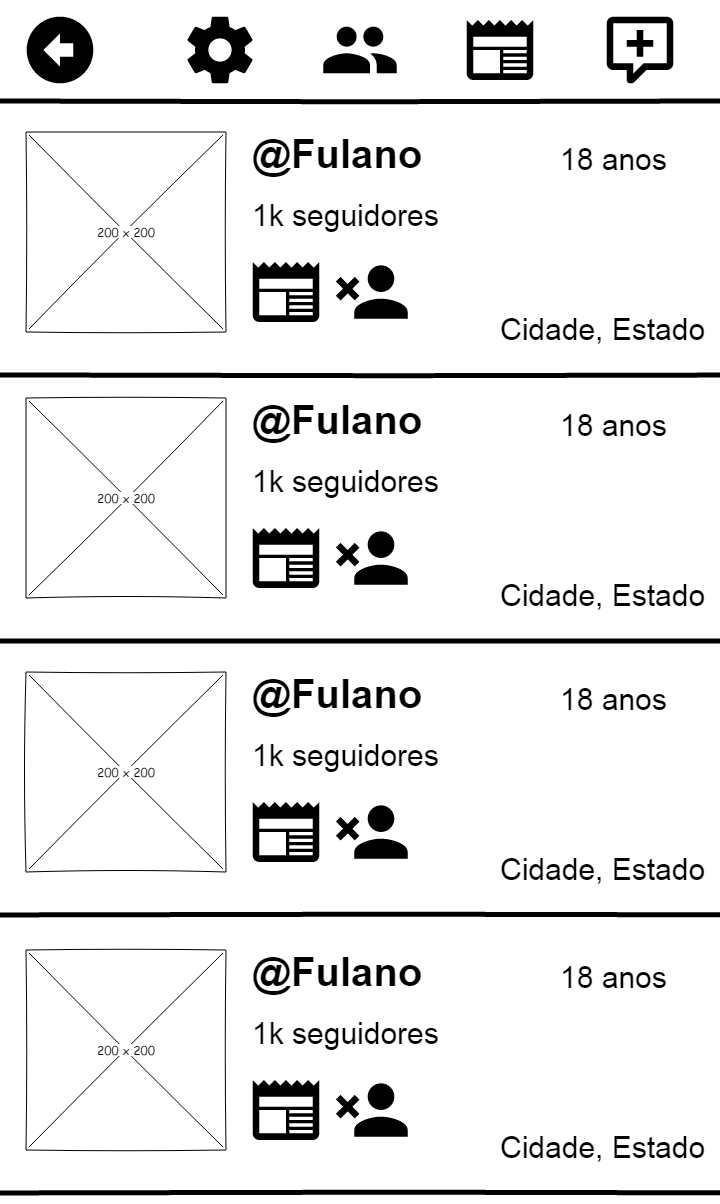 @Fulano
18 anos
1k seguidores
200 x 200
Cidade, Estado
@Fulano
18 anos
1k seguidores
200 x 200
Cidade, Estado
@Fulano
18 anos
1k seguidores
200 x 200
Cidade, Estado
@Fulano
18 anos
1k seguidores
200 x 200
Cidade, Estado